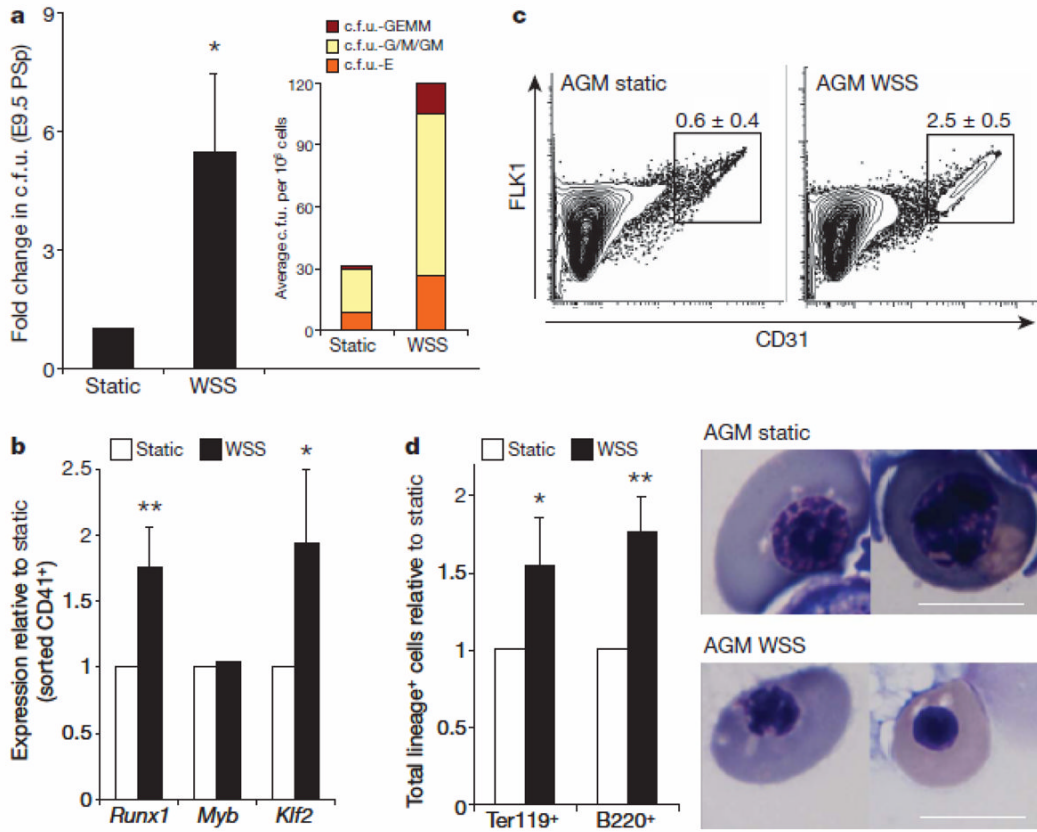 a
Fold change in c.f.u. (E9.5 PSp)
9
6
3
0
*
Static
WSS
c.f.u.-GEMM
c.f.u.-G/M/GM
c.f.u.-E
Average c.f.u. per 10⁶ cells
120
90
60
30
0
Static
WSS
c
AGM static
AGM WSS
0.6 ± 0.4
2.5 ± 0.5
FLK1
CD31
b
Static
WSS
Expression relative to static
(sorted CD41⁺)
2.5
2
1.5
1
0.5
0
**
*
Runx1
Myb
Klf2
d
Static
WSS
Total lineage⁺ cells relative to static
2
1.5
1
0.5
0
*
**
Ter119⁺
B220⁺
AGM static
AGM WSS